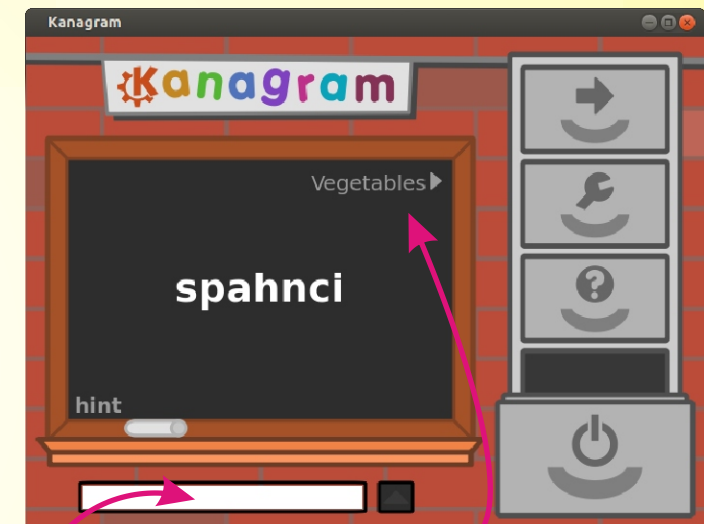 Kanagram
Kanagram
Vegetables
spahnci
hint